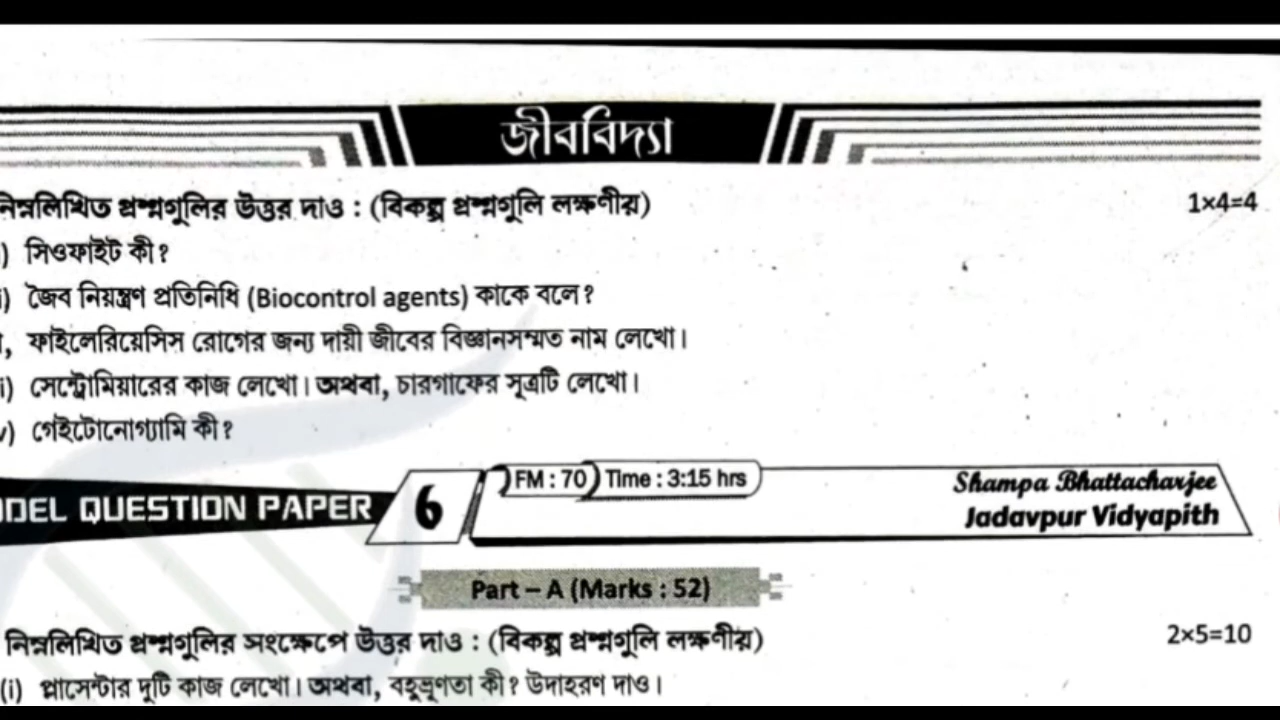 জীববিদ্যা
নিম্নলিখিত প্রশ্নগুলির উত্তর দাও : (বিকল্প প্রশ্নগুলি লক্ষণীয়) 1×4=4
) সিওফাইট কী?
i) জৈব নিয়ন্ত্রণ প্রতিনিধি (Biocontrol agents) কাকে বলে?
, ফাইলেরিয়েসিস রোগের জন্য দায়ী জীবের বিজ্ঞানসম্মত নাম লেখো।
i) সেন্ট্রোমিয়ারের কাজ লেখো। অথবা, চারগাফের সূত্রটি লেখো।
v) গেইটোনোগ্যামি কী?
ODEL QUESTION PAPER 6 FM : 70 Time : 3:15 hrs Shampa Bhattacharjee
Jadavpur Vidyapith
Part – A (Marks : 52)
নিম্নলিখিত প্রশ্নগুলির সংক্ষেপে উত্তর দাও : (বিকল্প প্রশ্নগুলি লক্ষণীয়) 2×5=10
(i) প্লাসেন্টার দুটি কাজ লেখো। অথবা, বহুভ্রূণতা কী? উদাহরণ দাও।